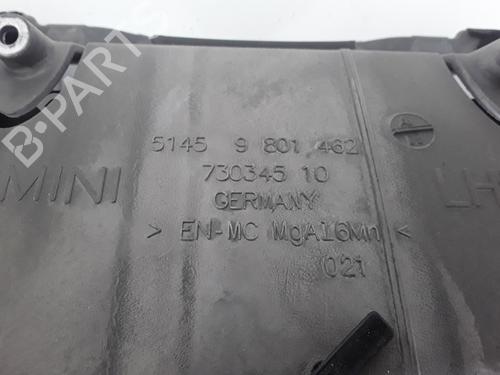 B-PARTS
5145 9 801 462
MINI
730345 10
LH
GERMANY
> EN-MC MgAl6Mn <
021